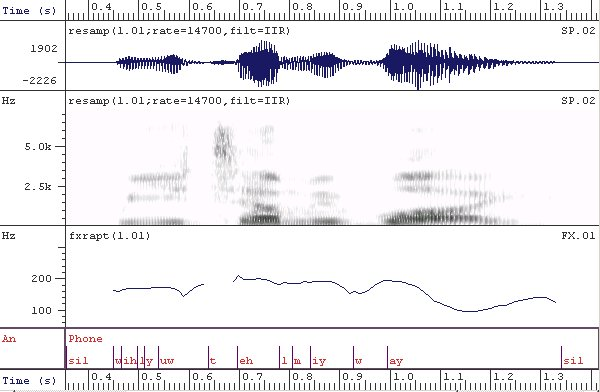 Time (s) 0.4 0.5 0.6 0.7 0.8 0.9 1.0 1.1 1.2 1.3
resamp(1.01;rate=14700,filt=IIR) SP.02
1902
-2226
Hz resamp(1.01;rate=14700,filt=IIR) SP.02
5.0k
2.5k
Hz fxrapt(1.01) FX.01
200
100
An Phone
sil w ih l y uw t eh l m iy w ay sil
Time (s) 0.4 0.5 0.6 0.7 0.8 0.9 1.0 1.1 1.2 1.3